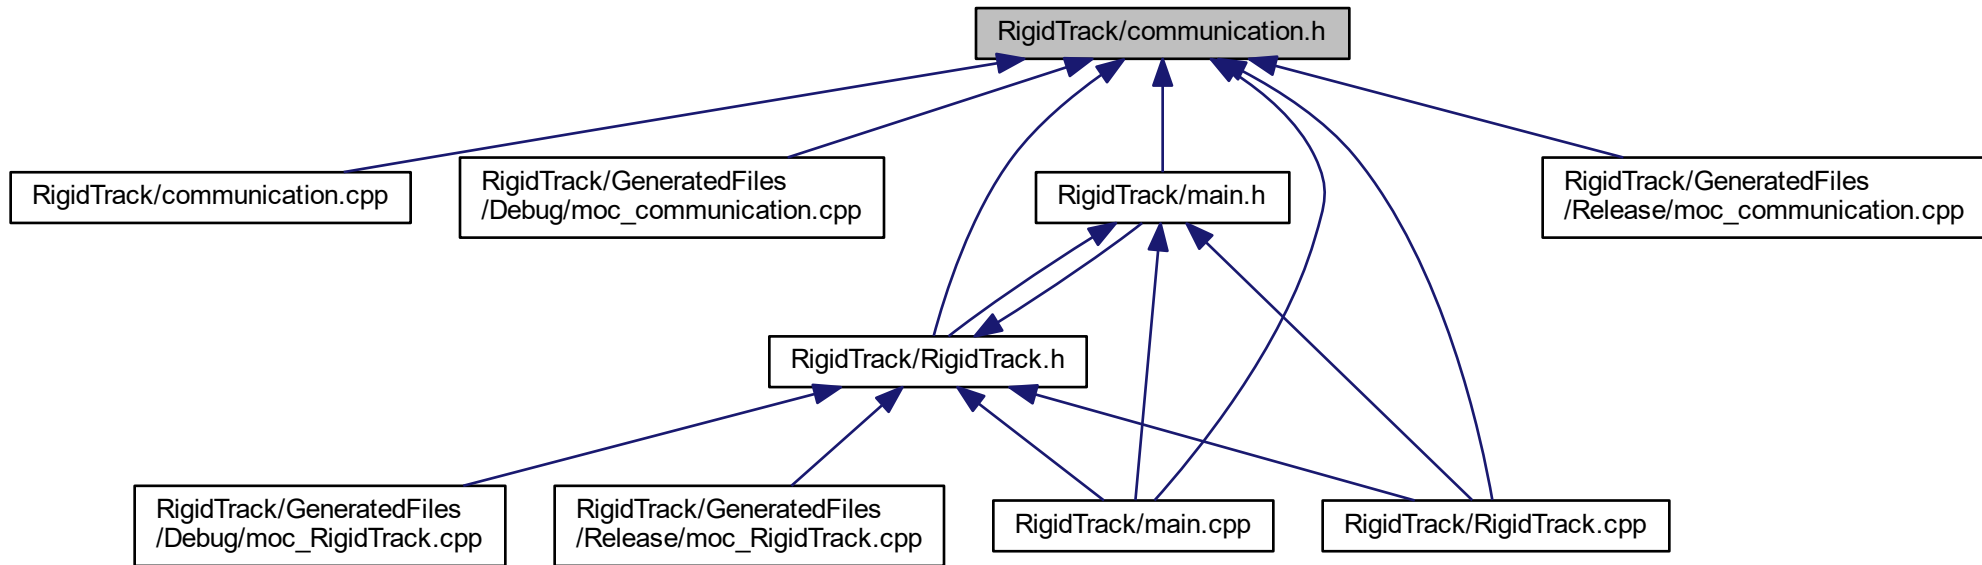 RigidTrack/communication.h
RigidTrack/communication.cpp
RigidTrack/GeneratedFiles
/Debug/moc_communication.cpp
RigidTrack/main.h
RigidTrack/GeneratedFiles
/Release/moc_communication.cpp
RigidTrack/RigidTrack.h
RigidTrack/GeneratedFiles
/Debug/moc_RigidTrack.cpp
RigidTrack/GeneratedFiles
/Release/moc_RigidTrack.cpp
RigidTrack/main.cpp
RigidTrack/RigidTrack.cpp